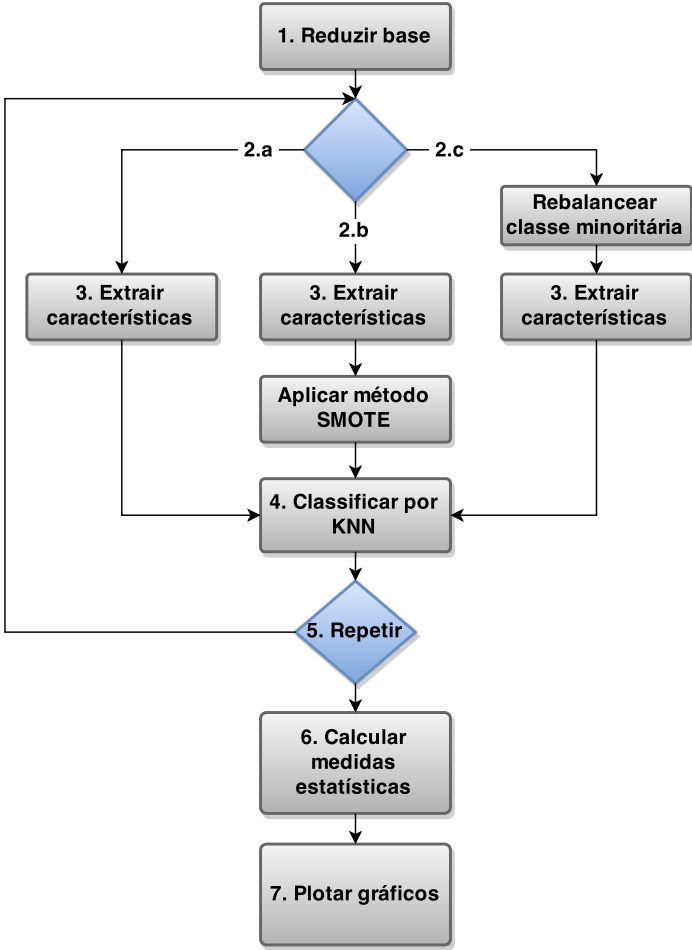 1. Reduzir base
2.a
2.c
2.b
Rebalancear
classe minoritária
3. Extrair
características
3. Extrair
características
3. Extrair
características
Aplicar método
SMOTE
4. Classificar por
KNN
5. Repetir
6. Calcular
medidas
estatísticas
7. Plotar gráficos